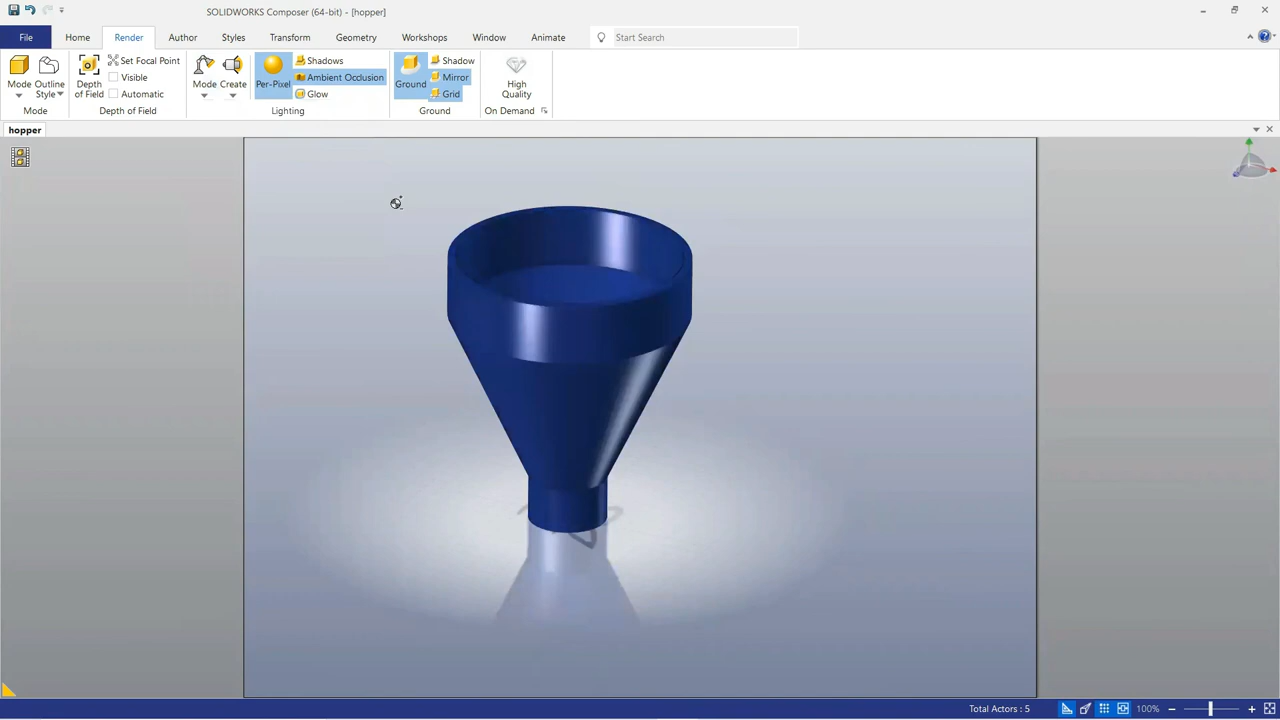 SOLIDWORKS Composer (64-bit) - [hopper]
File Home Render Author Styles Transform Geometry Workshops Window Animate Start Search
Mode
Outline Style
Mode
Depth of Field
Set Focal Point
Visible
Automatic
Depth of Field
Mode
Create
Per-Pixel
Shadows
Ambient Occlusion
Glow
Lighting
Ground
Shadow
Mirror
Grid
Ground
High Quality
On Demand
hopper
Total Actors : 5
100%